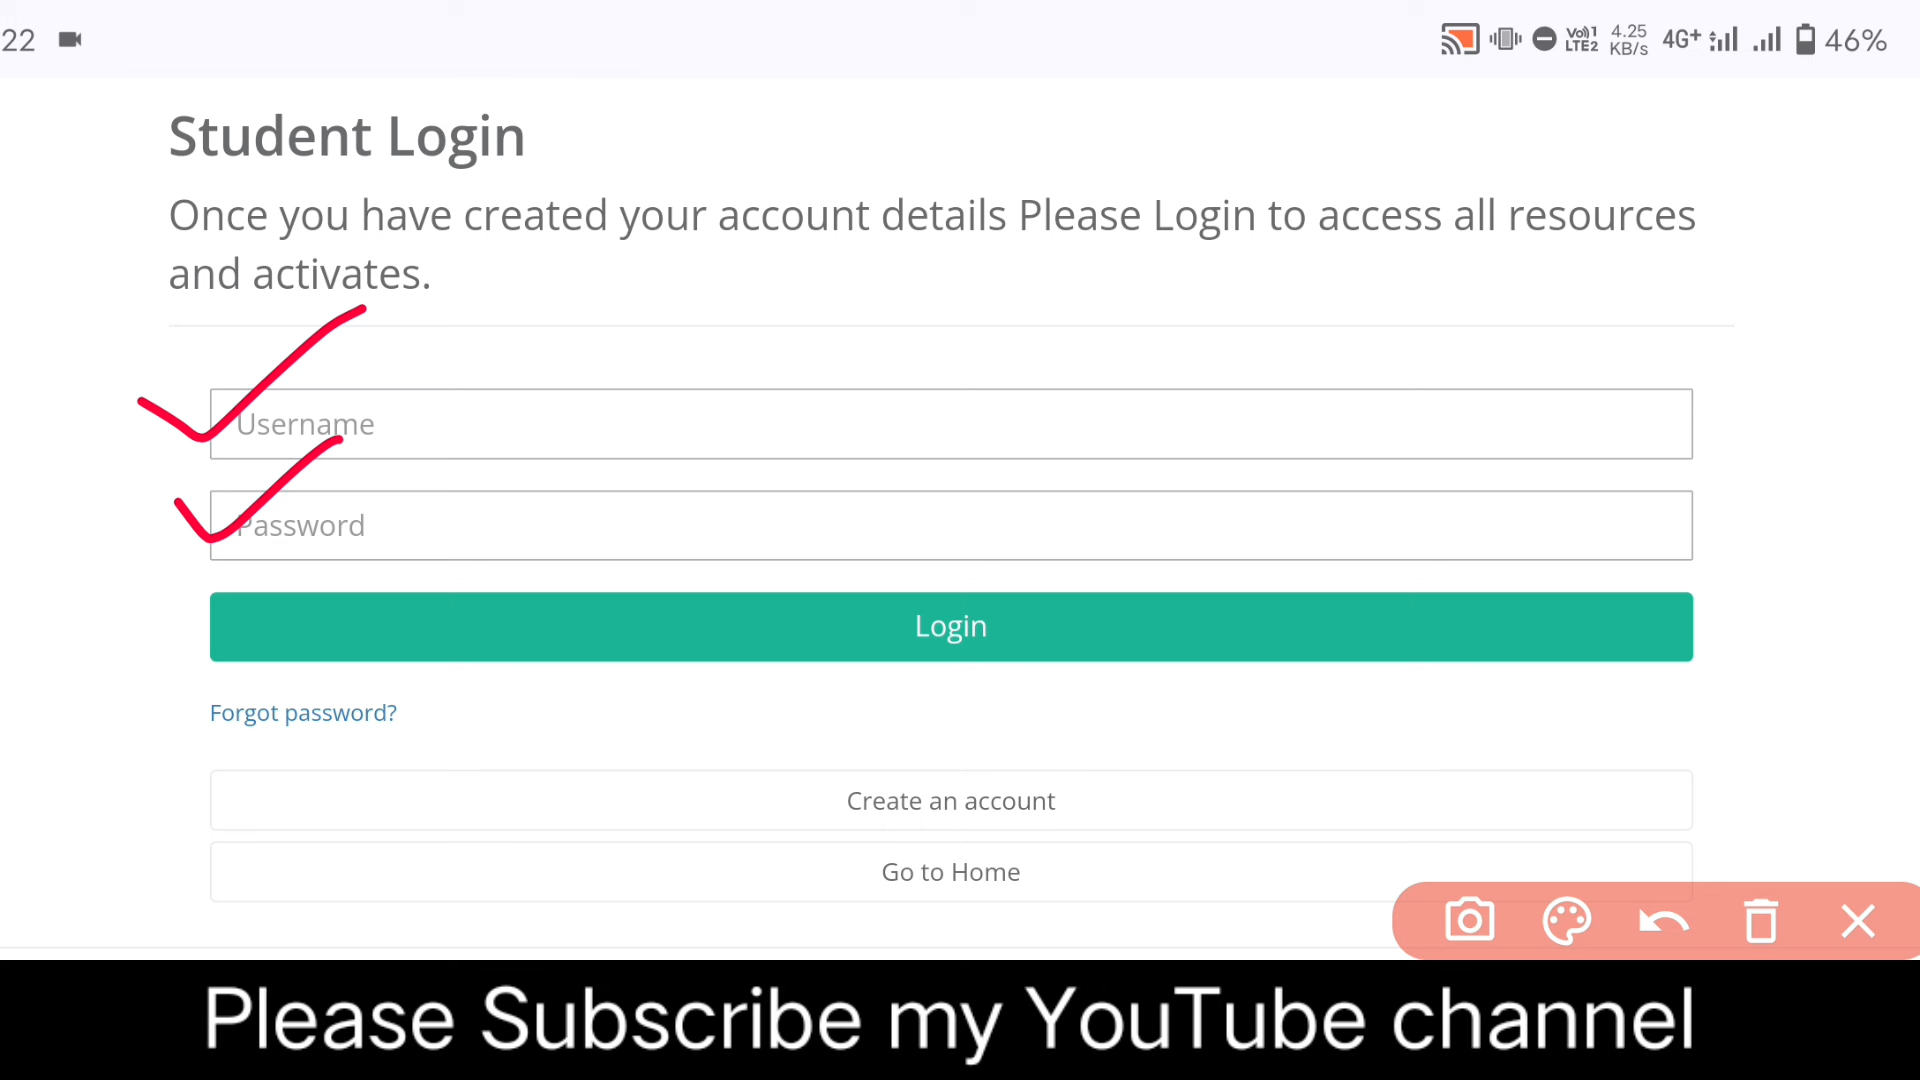 22
VoJ) 1
LTE2
4.25
KB/s
4G+
46%
Student Login
Once you have created your account details Please Login to access all resources
and activates.
Username
Password
Login
Forgot password?
Create an account
Go to Home
Please Subscribe my YouTube channel